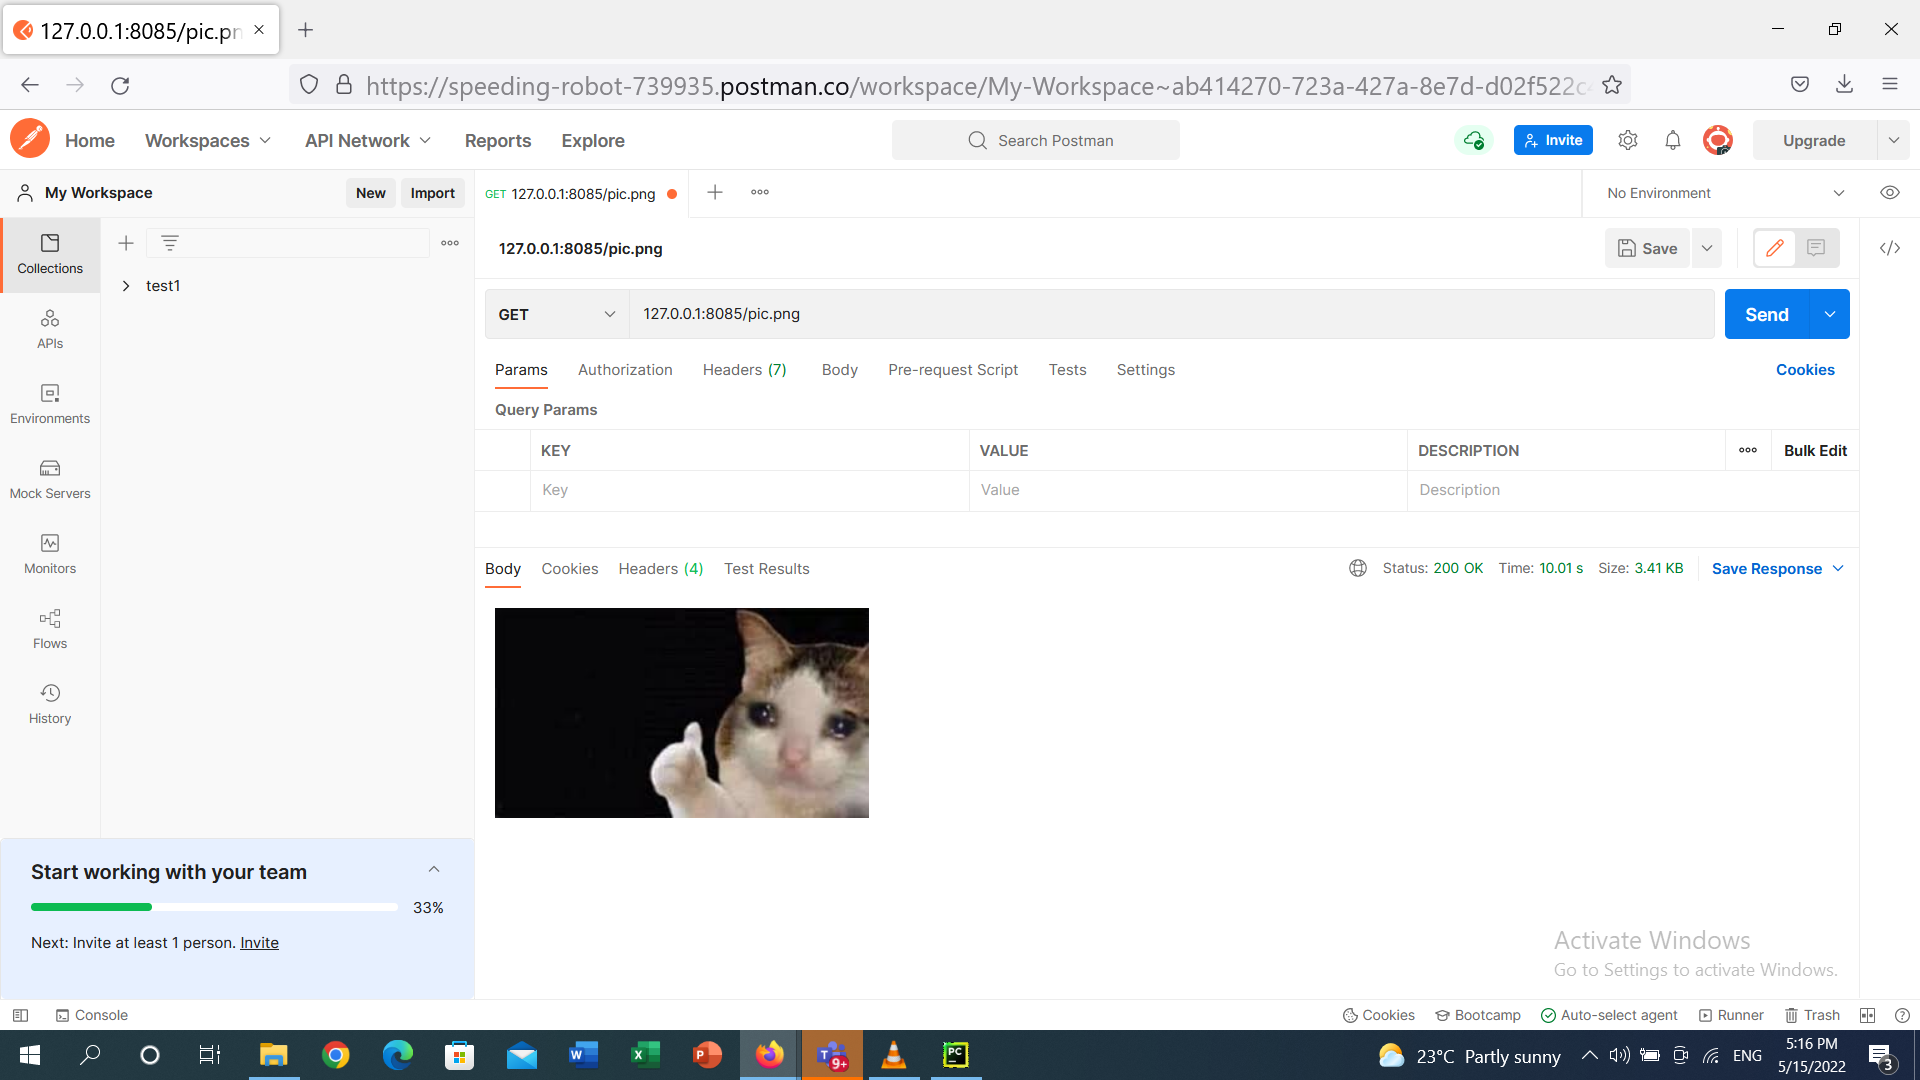 127.0.0.1:8085/pic.pn
https://speeding-robot-739935.postman.co/workspace/My-Workspace~ab414270-723a-427a-8e7d-d02f522c
Home Workspaces API Network Reports Explore Search Postman Invite Upgrade
My Workspace New Import GET 127.0.0.1:8085/pic.png No Environment
127.0.0.1:8085/pic.png Save
Collections
test1
GET 127.0.0.1:8085/pic.png Send
APIs
Params Authorization Headers (7) Body Pre-request Script Tests Settings Cookies
Environments
Query Params
KEY VALUE DESCRIPTION Bulk Edit
Key Value Description
Mock Servers
Monitors
Body Cookies Headers (4) Test Results Status: 200 OK Time: 10.01 s Size: 3.41 KB Save Response
Flows
History
Start working with your team
33%
Next: Invite at least 1 person. Invite
Activate Windows
Go to Settings to activate Windows.
Console Cookies Bootcamp Auto-select agent Runner Trash
9+
PC
23°C Partly sunny ENG
5:16 PM
5/15/2022
3